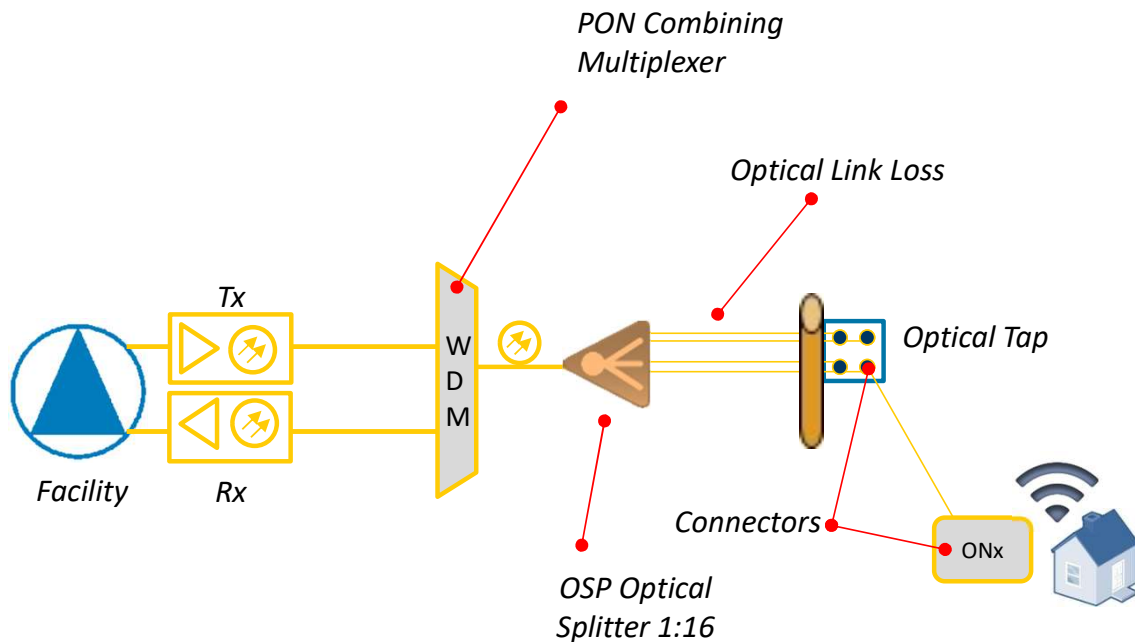 PON Combining
Multiplexer
Optical Link Loss
Tx
Optical Tap
W
D
M
Facility
Rx
Connectors
ONx
OSP Optical
Splitter 1:16